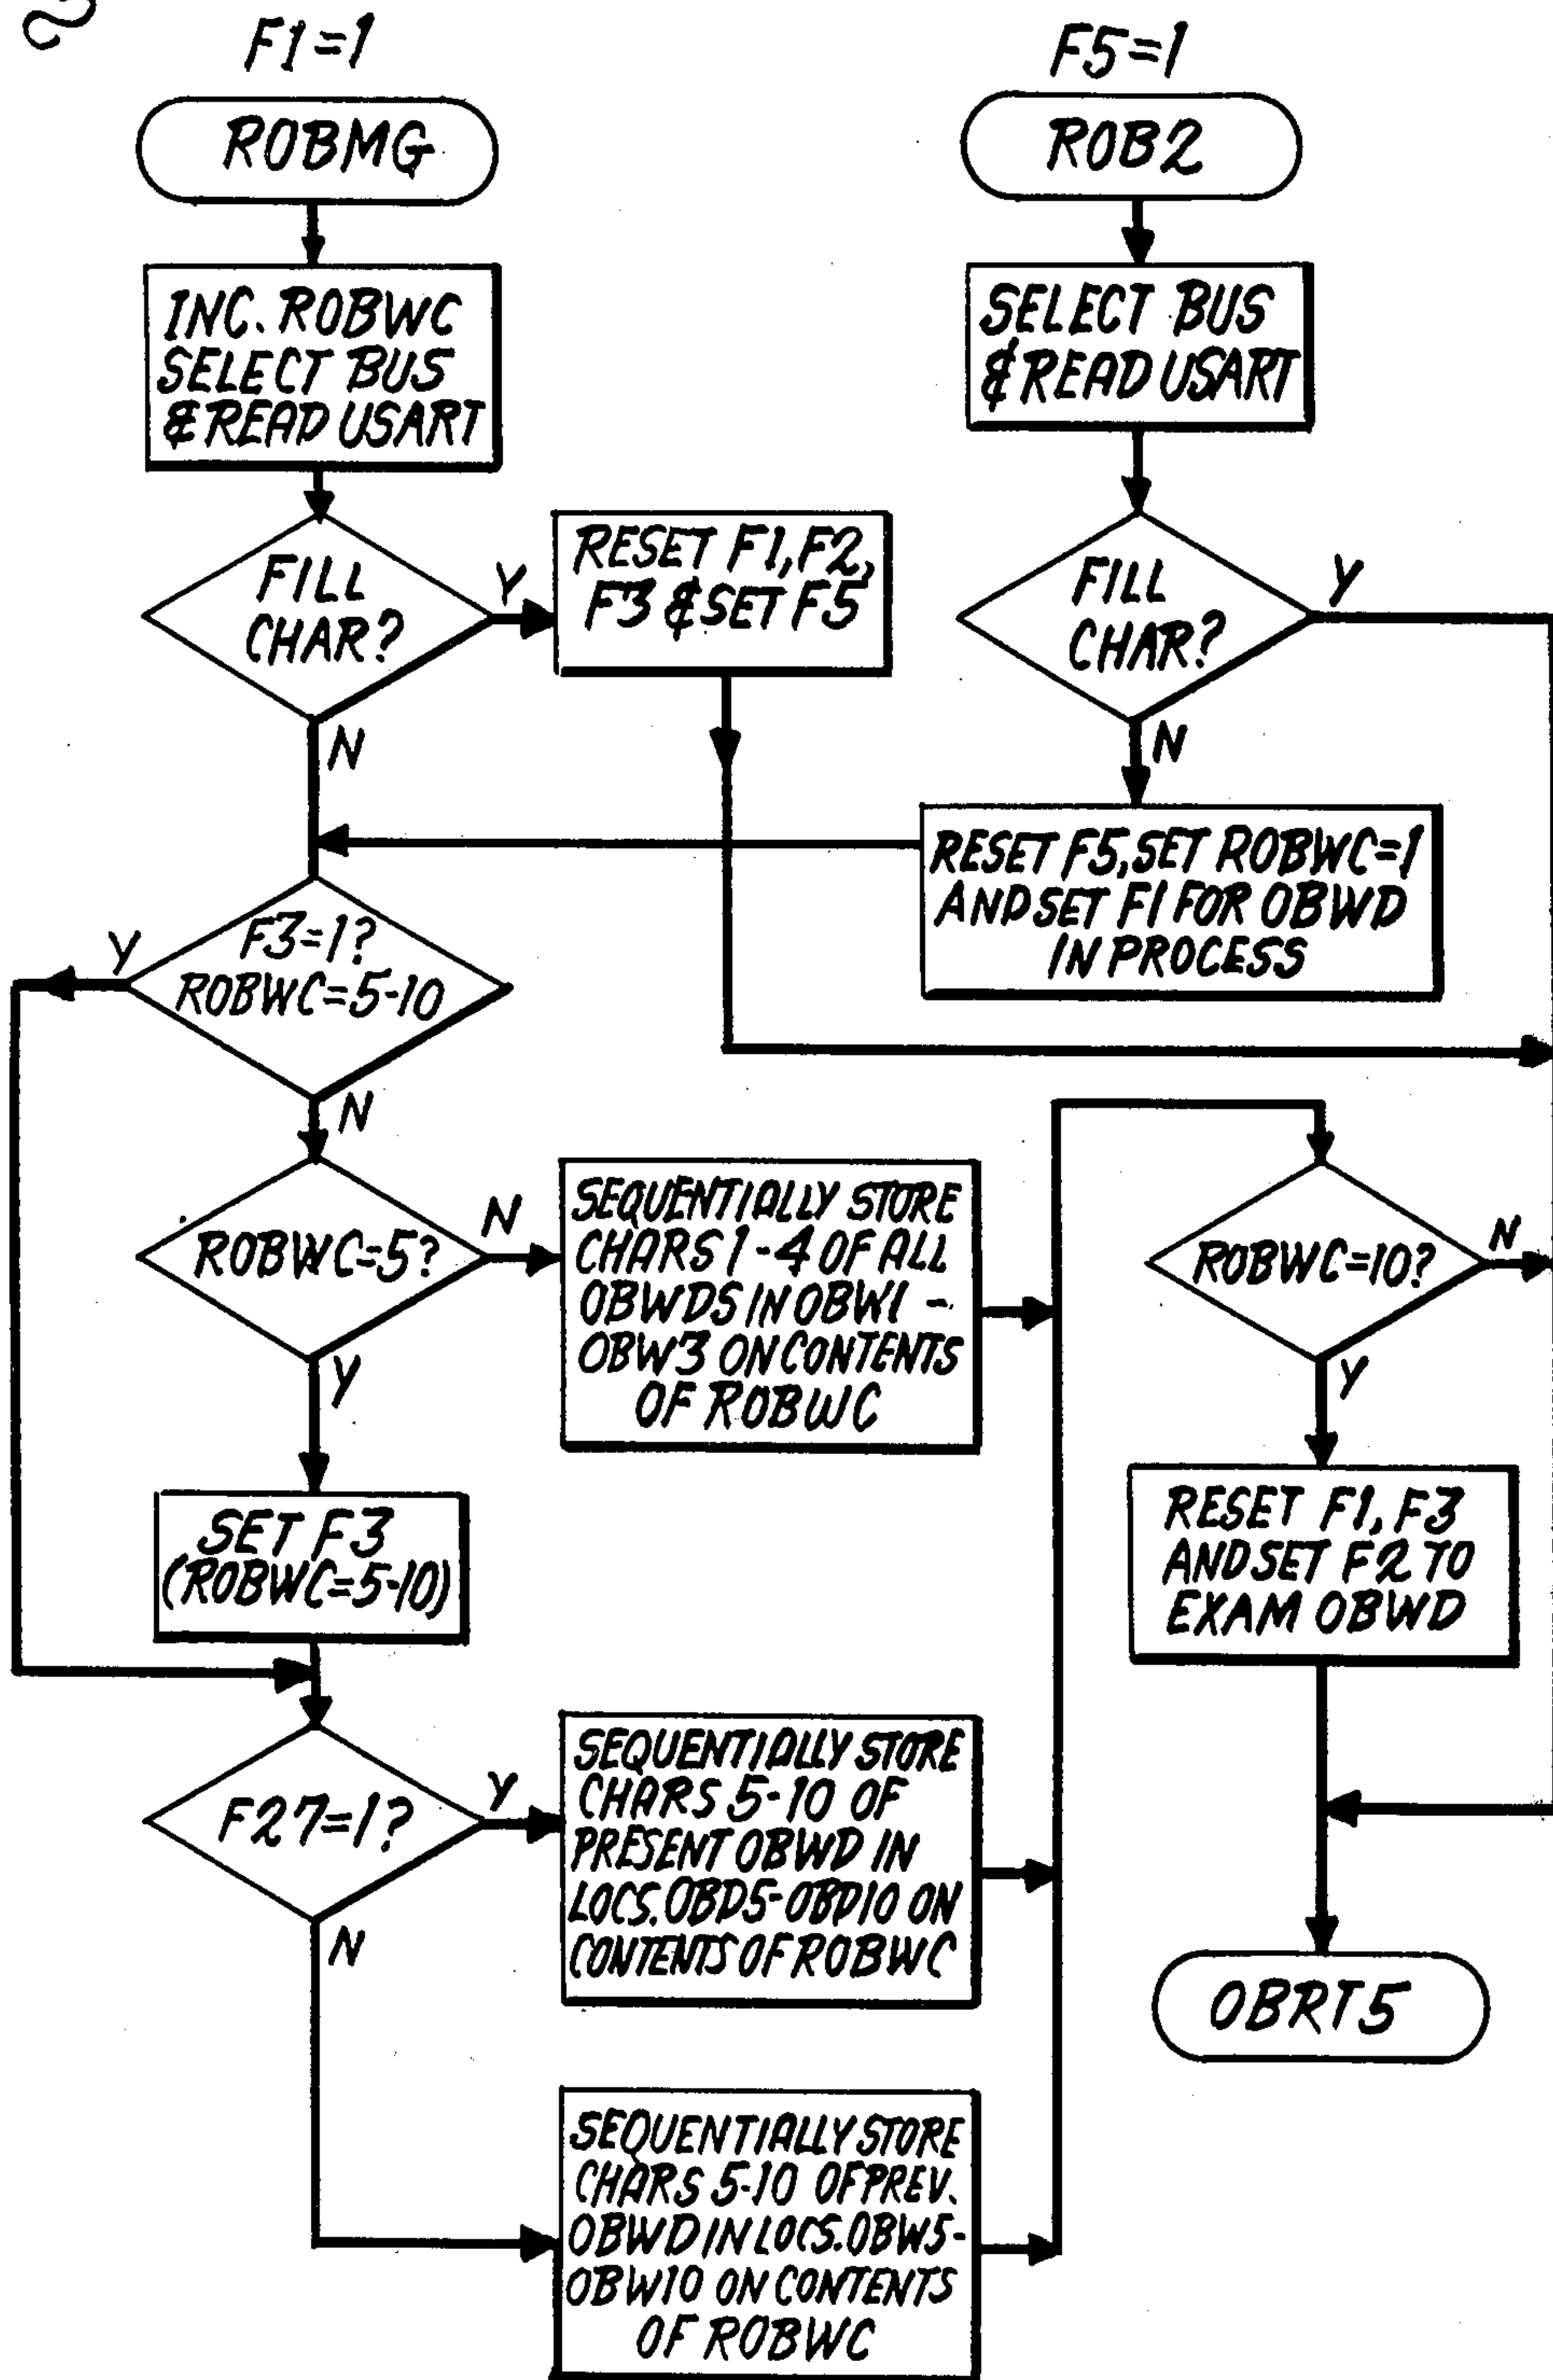 F1=1
ROBMG
INC. ROBWC
SELECT BUS
& READ USART
FILL
CHAR?
Y
N
RESET F1, F2,
F3 & SET F5
F5=1
ROB2
SELECT BUS
& READ USART
FILL
CHAR?
Y
N
RESET F5, SET ROBWC=1
AND SET F1 FOR OBWD
IN PROCESS
F3=1?
ROBWC=5-10
Y
N
ROBWC=5?
N
Y
SEQUENTIALLY STORE
CHARS 1-4 OF ALL
OBWDS IN OBW1 -
OBW3 ON CONTENTS
OF ROBWC
ROBWC=10?
N
Y
SET F3
(ROBWC=5-10)
RESET F1, F3
AND SET F2 TO
EXAM OBWD
F27=1?
Y
N
SEQUENTIALLY STORE
CHARS 5-10 OF
PRESENT OBWD IN
LOCS. OBD5-OBD10 ON
CONTENTS OF ROBWC
OBRT5
SEQUENTIALLY STORE
CHARS 5-10 OF PREV.
OBWD IN LOCS. OBW5-
OBW10 ON CONTENTS
OF ROBWC